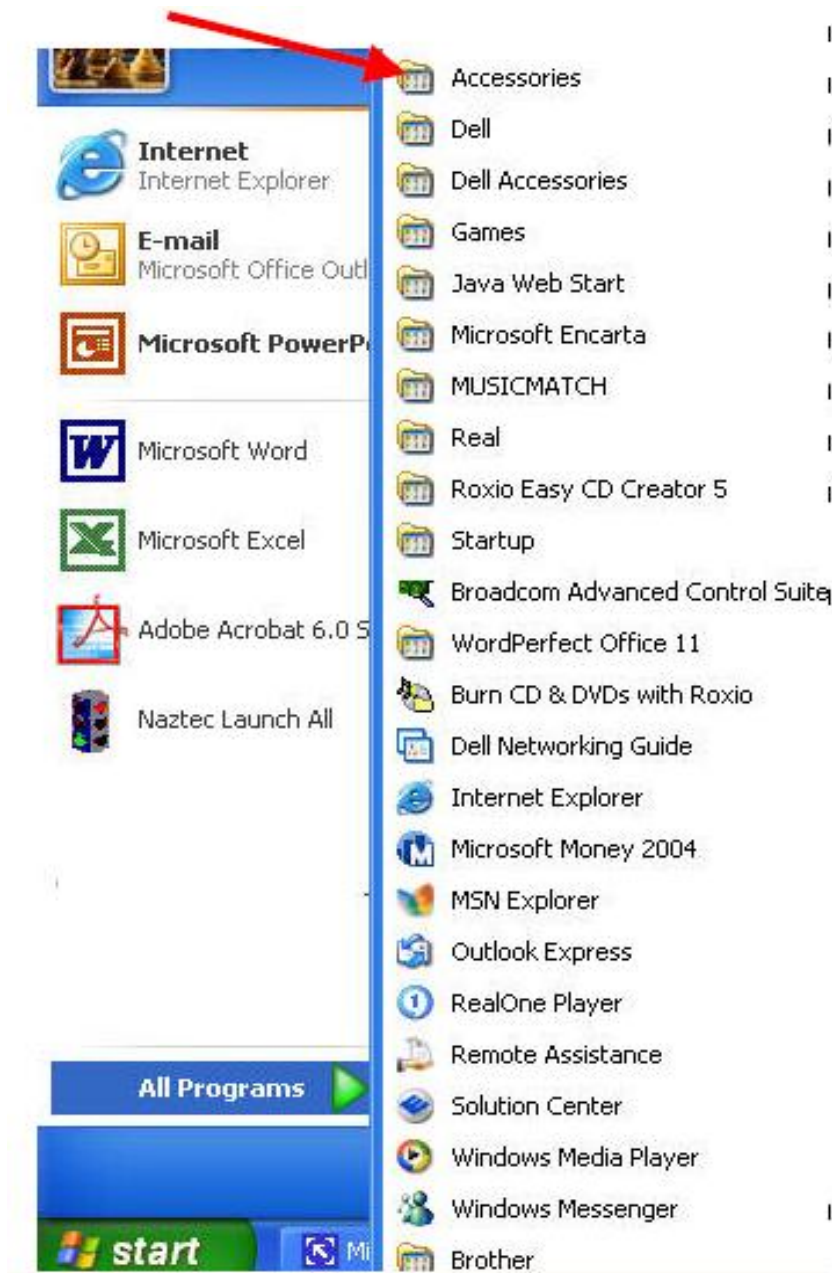 Internet
Internet Explorer
E-mail
Microsoft Office Outl
Microsoft PowerP
Microsoft Word
Microsoft Excel
Adobe Acrobat 6.0 S
Naztec Launch All
All Programs
start
Mi
Accessories
Dell
Dell Accessories
Games
Java Web Start
Microsoft Encarta
MUSICMATCH
Real
Roxio Easy CD Creator 5
Startup
Broadcom Advanced Control Suite
WordPerfect Office 11
Burn CD & DVDs with Roxio
Dell Networking Guide
Internet Explorer
Microsoft Money 2004
MSN Explorer
Outlook Express
RealOne Player
Remote Assistance
Solution Center
Windows Media Player
Windows Messenger
Brother